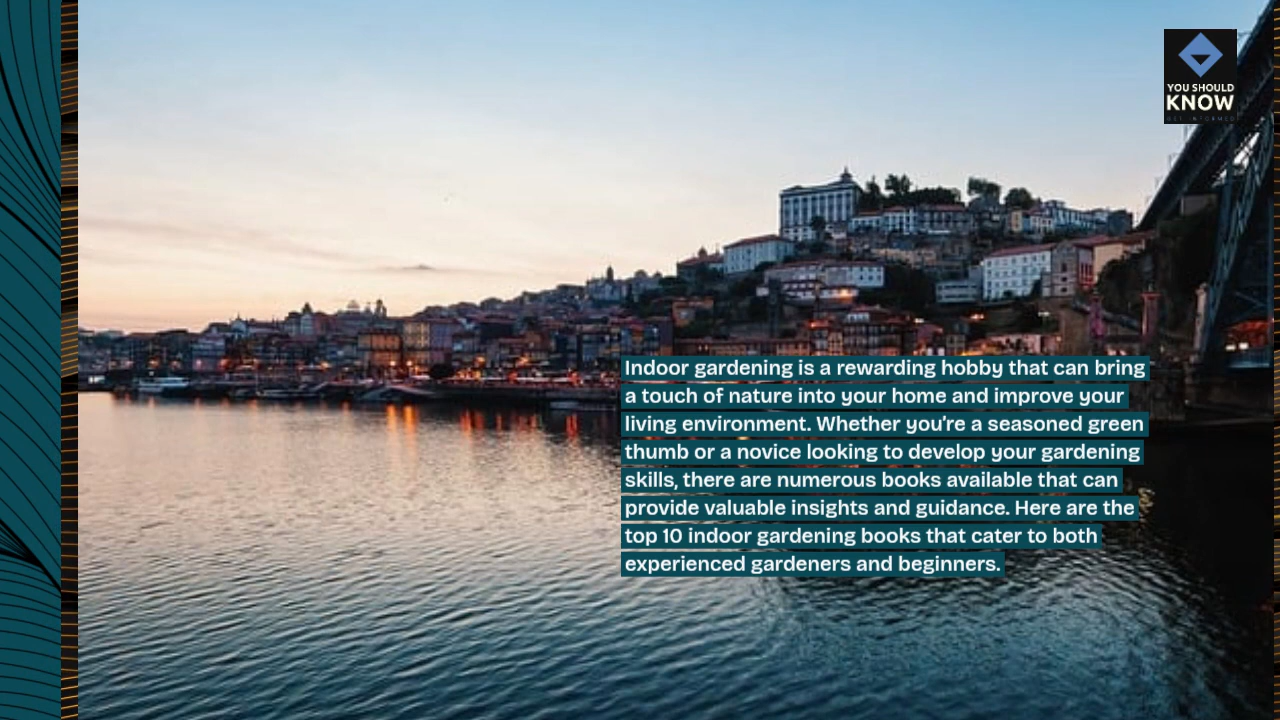 YOU SHOULD
KNOW
GET INFORMED
Indoor gardening is a rewarding hobby that can bring
a touch of nature into your home and improve your
living environment. Whether you're a seasoned green
thumb or a novice looking to develop your gardening
skills, there are numerous books available that can
provide valuable insights and guidance. Here are the
top 10 indoor gardening books that cater to both
experienced gardeners and beginners.